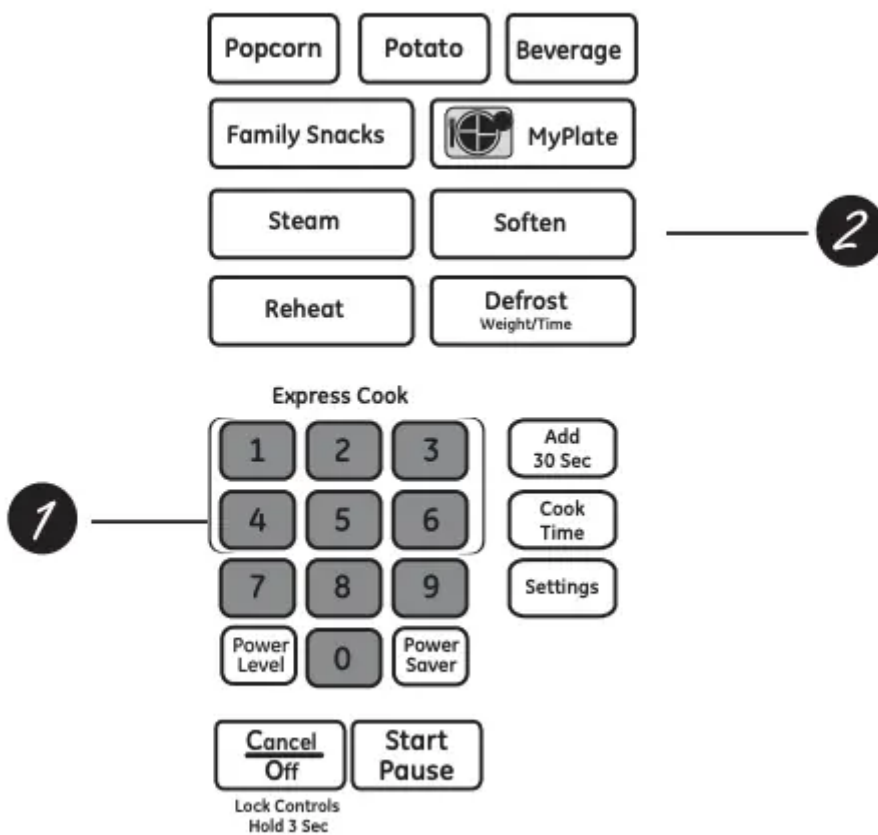 Popcorn
Potato
Beverage
Family Snacks
MyPlate
Steam
Soften
2
Reheat
Defrost
Weight/Time
Express Cook
1
2
3
Add
30 Sec
1
4
5
6
Cook
Time
7
8
9
Settings
Power
Level
0
Power
Saver
Cancel
Off
Start
Pause
Lock Controls
Hold 3 Sec